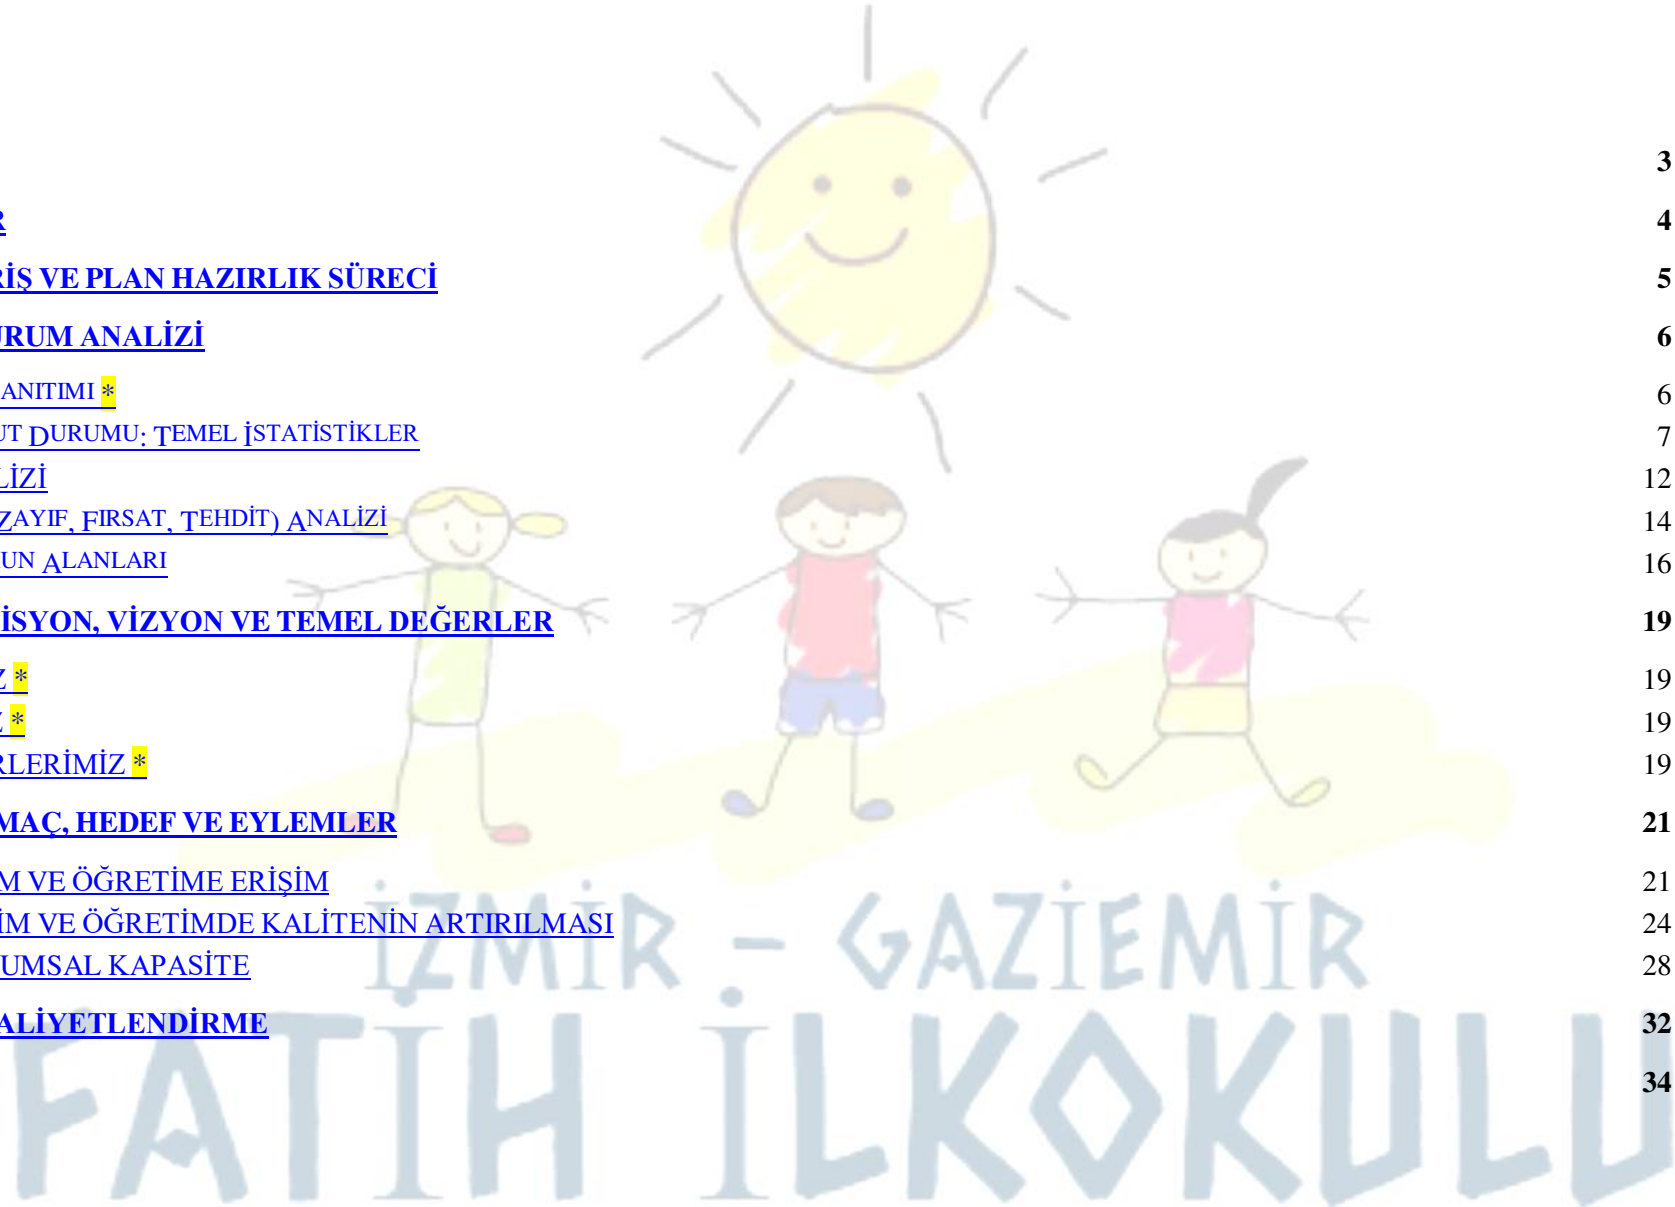 3
R 4
RİŞ VE PLAN HAZIRLIK SÜRECİ 5
URUM ANALİZİ 6
ANITIMI * 6
UT DURUMU: TEMEL İSTATİSTİKLER 7
LİZİ 12
ZAYIF, FIRSAT, TEHDİT) ANALİZİ 14
UN ALANLARI 16
İSYON, VİZYON VE TEMEL DEĞERLER 19
Z * 19
Z * 19
RLERİMİZ * 19
MAÇ, HEDEF VE EYLEMLER 21
M VE ÖĞRETİME ERİŞİM 21
İM VE ÖĞRETİMDE KALİTENİN ARTIRILMASI 24
UMSAL KAPASİTE 28
ALİYETLENDİRME 32
34
İZMİR - GAZİEMİR
FATİH İLKOKULU